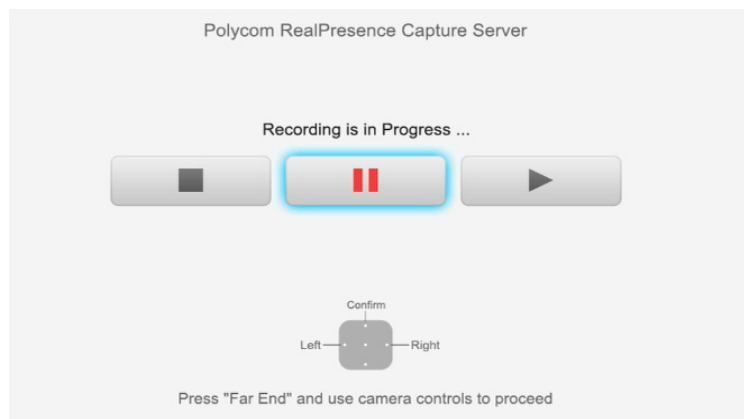 Polycom RealPresence Capture Server
Recording is in Progress ...
Confirm
Left
Right
Press "Far End" and use camera controls to proceed